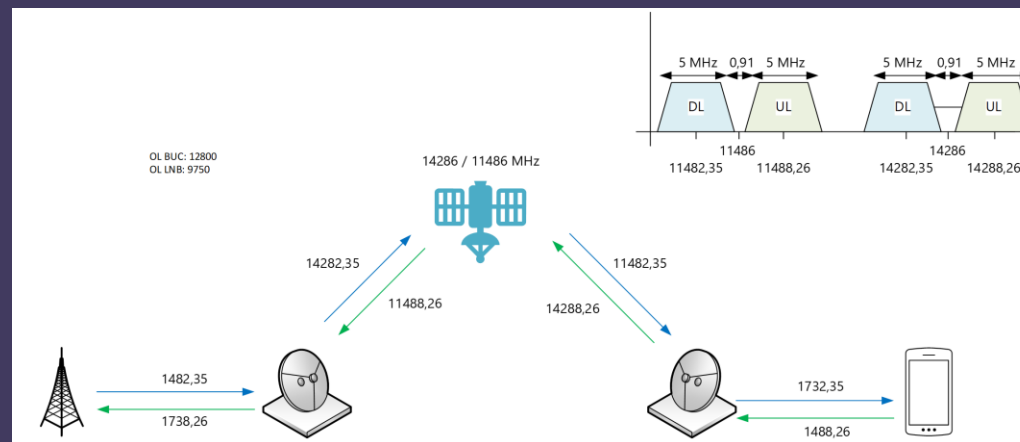 5 MHz 0,91 5 MHz 5 MHz 0,91 5 MHz
DL UL DL UL
11486 14286
11482,35 11488,26 14282,35 14288,26
OL BUC: 12800
OL LNB: 9750
14286 / 11486 MHz
14282,35
11488,26
11482,35
14288,26
1482,35
1738,26
1732,35
1488,26